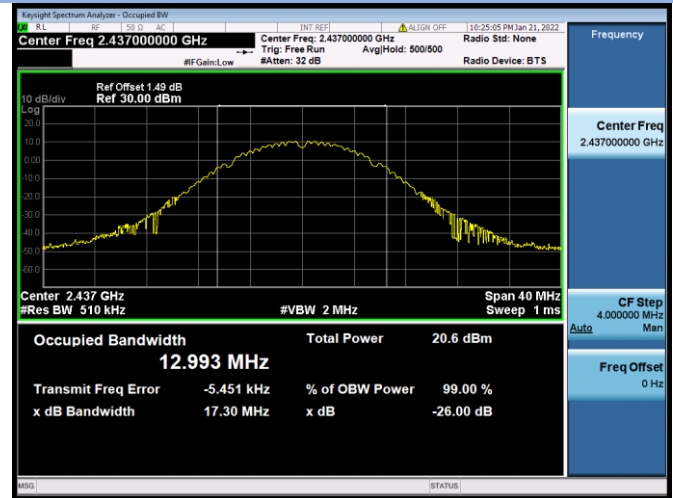 Keysight Spectrum Analyzer - Occupied BW
RL RF 50 Ω AC INT REF ALIGN OFF 10:25:05 PM Jan 21, 2022
Center Freq 2.437000000 GHz
Center Freq: 2.437000000 GHz Radio Std: None
Trig: Free Run Avg|Hold: 500/500
#IFGain:Low #Atten: 32 dB Radio Device: BTS
Frequency
Ref Offset 1.49 dB
10 dB/div Ref 30.00 dBm
Log
20.0
10.0
0.00
-10.0
-20.0
-30.0
-40.0
-50.0
-60.0
Center 2.437 GHz Span 40 MHz
#Res BW 510 kHz #VBW 2 MHz Sweep 1 ms
Occupied Bandwidth Total Power 20.6 dBm
12.993 MHz
Transmit Freq Error -5.451 kHz % of OBW Power 99.00 %
x dB Bandwidth 17.30 MHz x dB -26.00 dB
Center Freq
2.437000000 GHz
CF Step
4.000000 MHz
Auto Man
Freq Offset
0 Hz
MSG STATUS